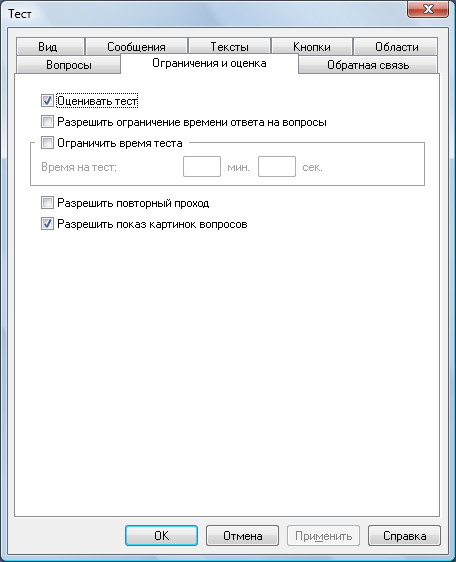 Тест
Вид Сообщения Тексты Кнопки Области
Вопросы Ограничения и оценка Обратная связь
Оценивать тест
Разрешить ограничение времени ответа на вопросы
Ограничить время теста
Время на тест: мин. сек.
Разрешить повторный проход
Разрешить показ картинок вопросов
OK Отмена Применить Справка